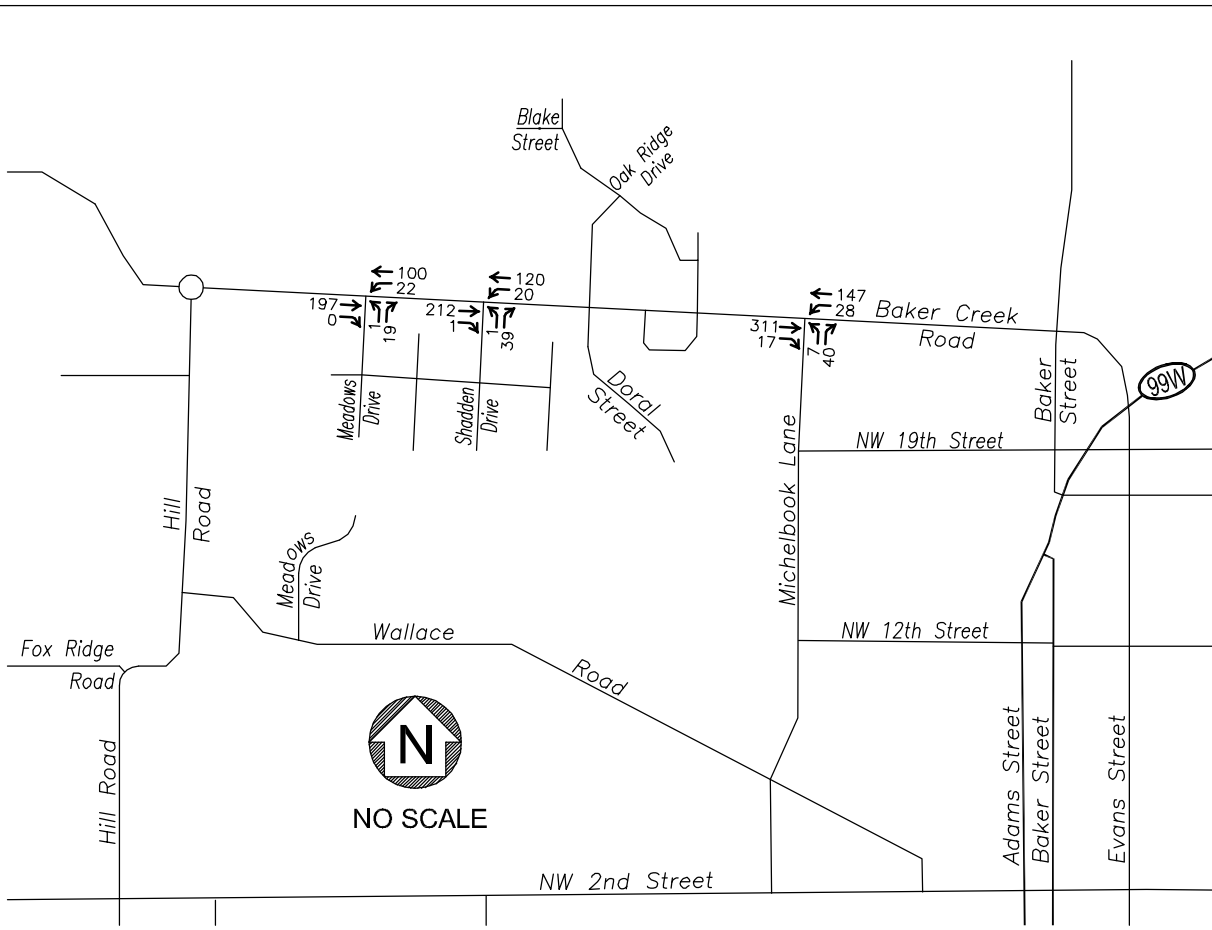 Blake
Street
Oak Ridge
Drive
100
22
197
0
1
19
120
20
212
1
1
39
147
28
311
17
7
40
Baker Creek
Road
99W
Meadows
Drive
Shadden
Drive
Doral
Street
Baker
Street
Michelbook Lane
NW 19th Street
Hill
Road
Meadows
Drive
Wallace
Road
NW 12th Street
Fox Ridge
Road
Hill Road
N
NO SCALE
Adams Street
Baker Street
Evans Street
NW 2nd Street